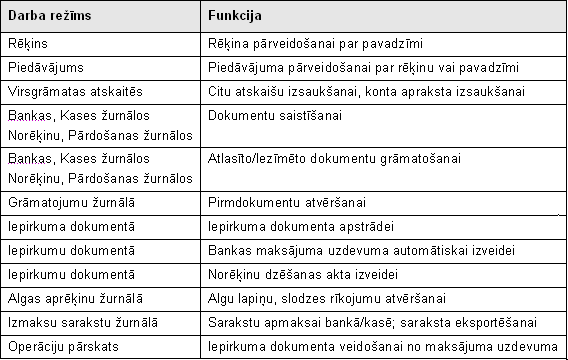 Darba režīms Funkcija
Rēķins Rēķina pārveidošanai par pavadzīmi
Piedāvājums Piedāvājuma pārveidošanai par rēķinu vai pavadzīmi
Virsgrāmatas atskaitēs Citu atskaišu izsaukšanai, konta apraksta izsaukšanai
Bankas, Kases žurnālos Dokumentu saistīšanai
Norēķinu, Pārdošanas žurnālos
Bankas, Kases žurnālos Atlasīto/Iezīmēto dokumentu grāmatošanai
Norēķinu, Pārdošanas žurnālos
Grāmatojumu žurnālā Pirmdokumentu atvēršanai
Iepirkuma dokumentā Iepirkuma dokumenta apstrādei
Iepirkumu dokumentā Bankas maksājuma uzdevuma automātiskai izveidei
Iepirkumu dokumentā Norēķinu dzēšanas akta izveidei
Algas aprēķinu žurnālā Algu lapiņu, slodzes rīkojumu atvēršanai
Izmaksu sarakstu žurnālā Sarakstu apmaksai bankā/kasē; saraksta eksportēšanai
Operāciju pārskats Iepirkuma dokumenta veidošanai no maksājuma uzdevuma